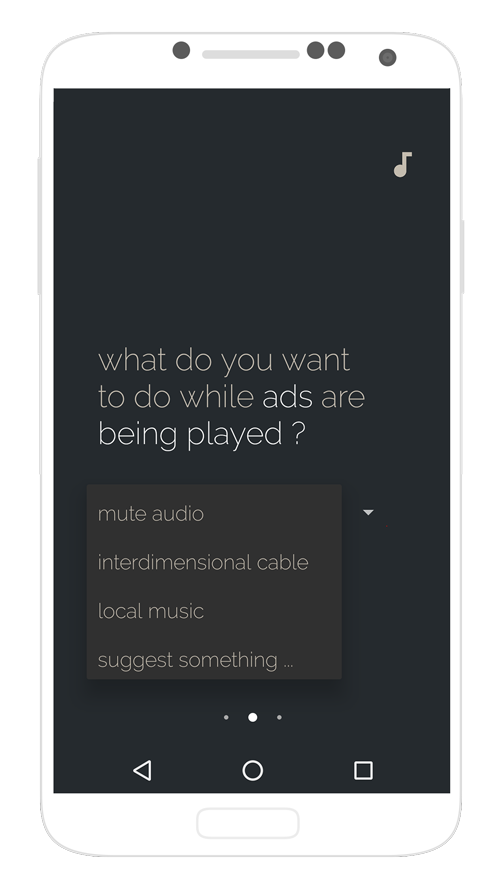 what do you want
to do while ads are
being played ?
mute audio
interdimensional cable
local music
suggest something ...